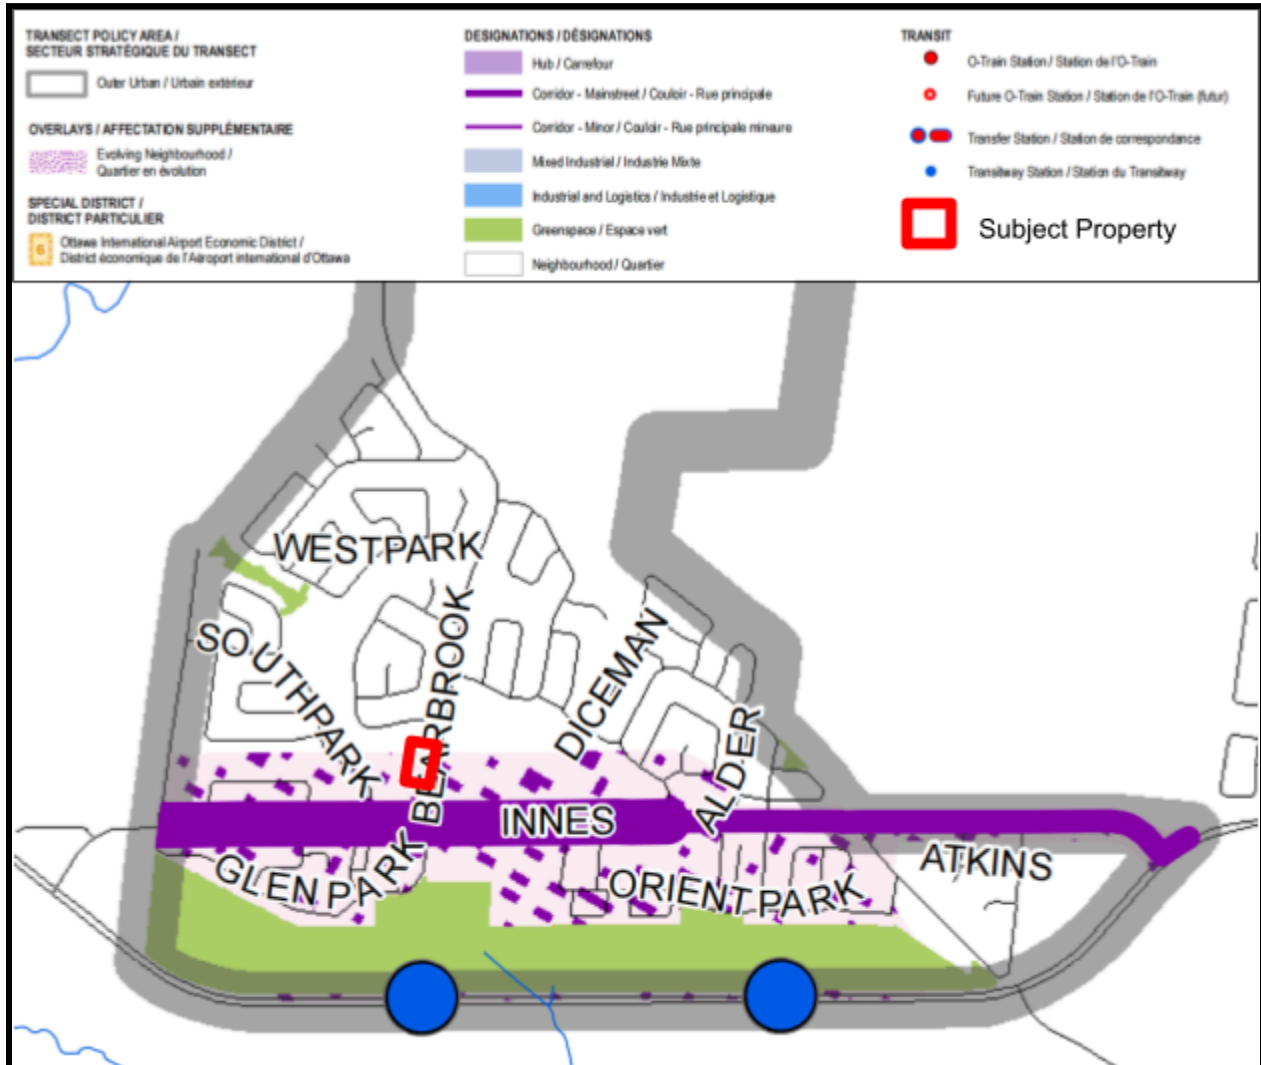 TRANSECT POLICY AREA /
SECTEUR STRATÉGIQUE DU TRANSECT
Outer Urban / Urbain extérieur
OVERLAYS / AFFECTATION SUPPLÉMENTAIRE
Evolving Neighbourhood /
Quartier en évolution
SPECIAL DISTRICT /
DISTRICT PARTICULIER
6
Ottawa International Airport Economic District /
District économique de l'Aéroport international d'Ottawa
DESIGNATIONS / DÉSIGNATIONS
Hub / Carrefour
Corridor - Mainstreet / Couloir - Rue principale
Corridor - Minor / Couloir - Rue principale mineure
Mixed Industrial / Industrie Mixte
Industrial and Logistics / Industrie et Logistique
Greenspace / Espace vert
Neighbourhood / Quartier
TRANSIT
O-Train Station / Station de l'O-Train
Future O-Train Station / Station de l'O-Train (futur)
Transfer Station / Station de correspondance
Transitway Station / Station du Transitway
Subject Property
WESTPARK
BEARBROOK
SOUTHPARK
DICEMAN
ALDER
INNES
GLEN PARK
ORIENT PARK
ATKINS